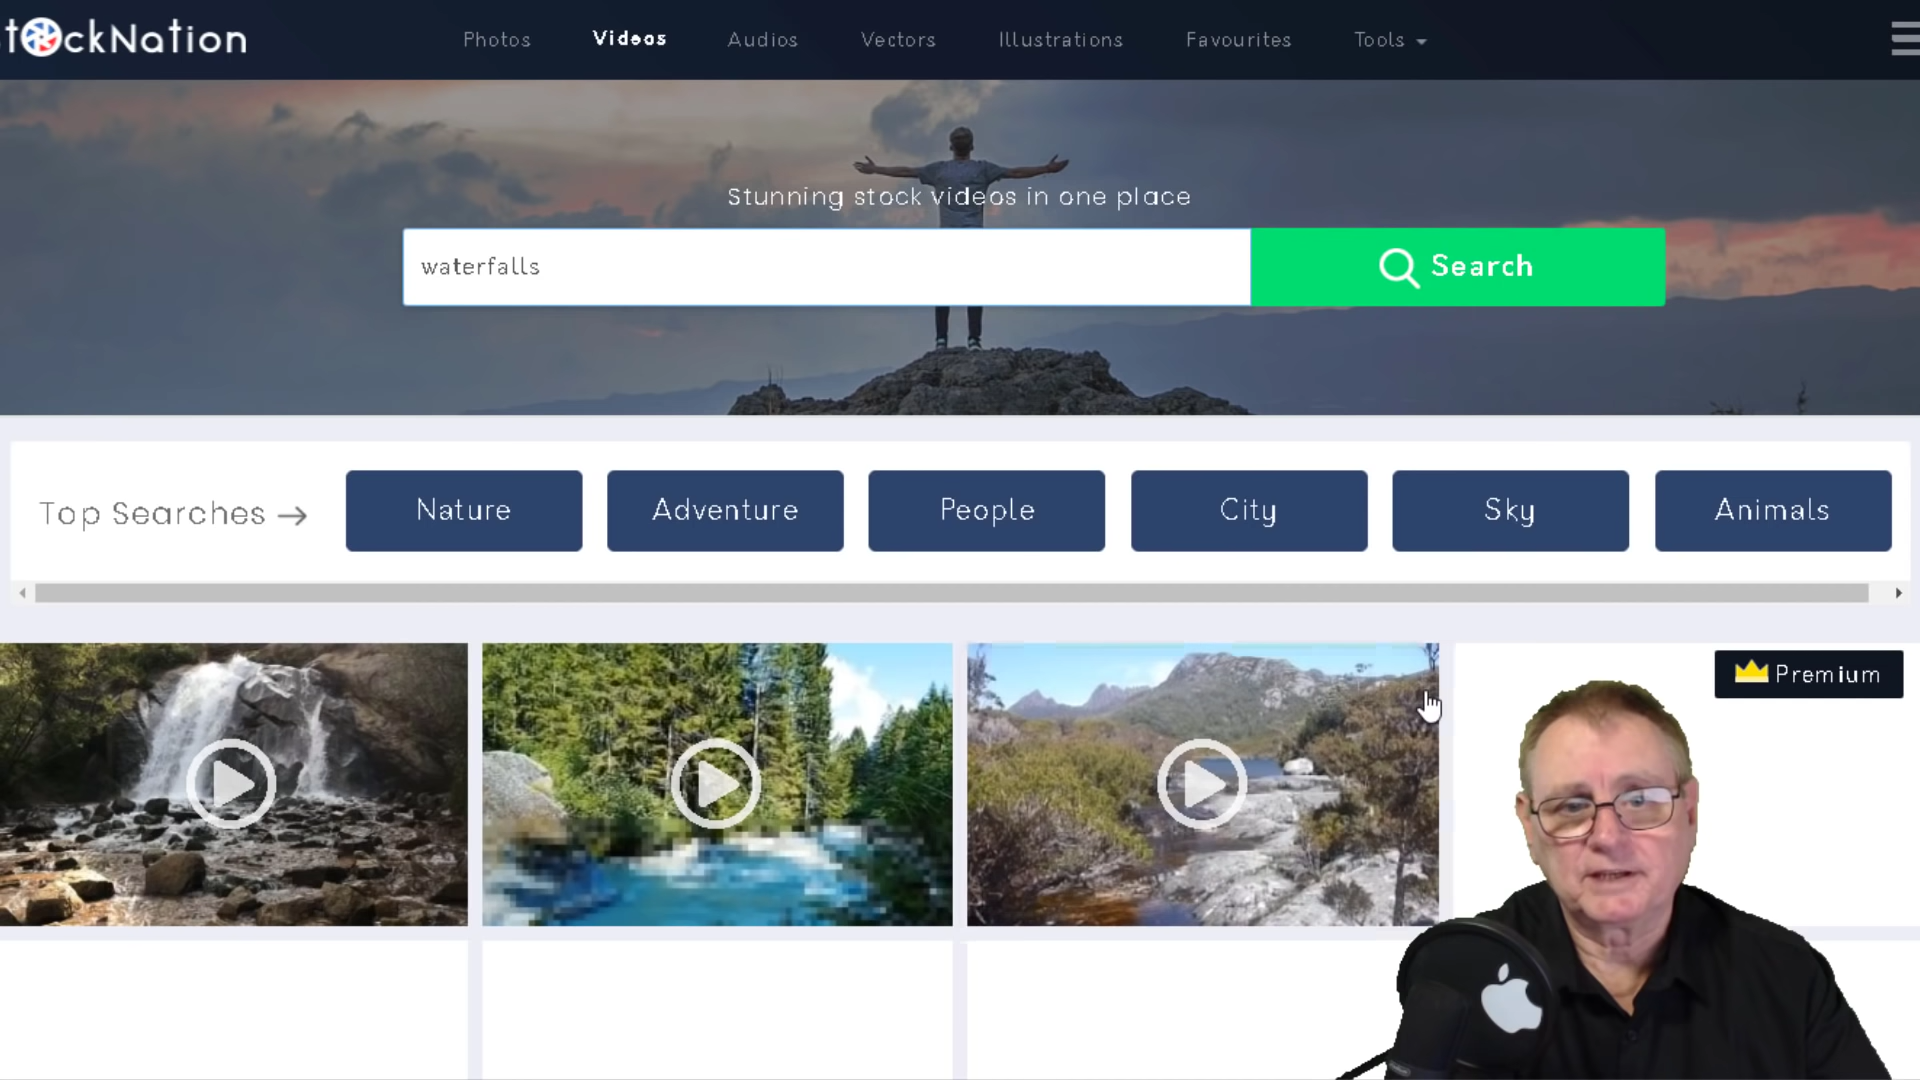 stockNation
Photos
Videos
Audios
Vectors
Illustrations
Favourites
Tools
Stunning stock videos in one place
waterfalls
Search
Top Searches →
Nature
Adventure
People
City
Sky
Animals
Premium